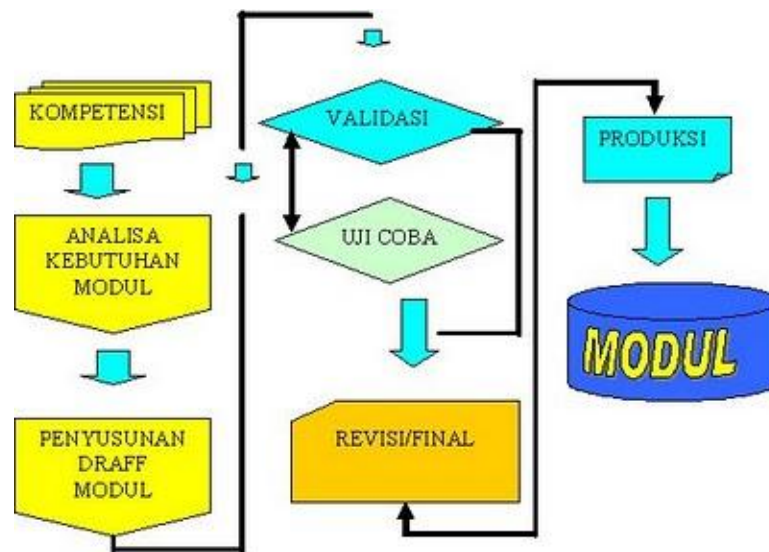 KOMPETENSI
ANALISA
KEBUTUHAN
MODUL
PENYUSUNAN
DRAFF
MODUL
VALIDASI
UJI COBA
REVISI/FINAL
PRODUKSI
MODUL